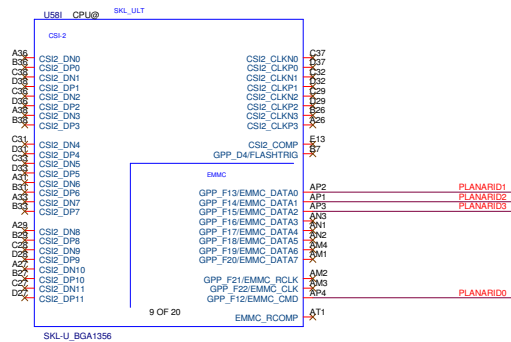 U58I CPU@ SKL_ULT
CSI-2
A36 CSI2_DN0 CSI2_CLKN0 C37
B36 CSI2_DP0 CSI2_CLKP0 D37
C38 CSI2_DN1 CSI2_CLKN1 C32
D38 CSI2_DP1 CSI2_CLKP1 D32
C36 CSI2_DN2 CSI2_CLKN2 C29
D36 CSI2_DP2 CSI2_CLKP2 D29
A38 CSI2_DN3 CSI2_CLKN3 B26
B38 CSI2_DP3 CSI2_CLKP3 A26
C31 CSI2_DN4 CSI2_COMP E13
D31 CSI2_DP4 GPP_D4/FLASHTRIG B7
C33 CSI2_DN5
D33 CSI2_DP5 EMMC
A31 CSI2_DN6
B31 CSI2_DP6 GPP_F13/EMMC_DATA0 AP2 PLANARID1
A33 CSI2_DN7 GPP_F14/EMMC_DATA1 AP1 PLANARID2
B33 CSI2_DP7 GPP_F15/EMMC_DATA2 AP3 PLANARID3
GPP_F16/EMMC_DATA3 AN3
A29 CSI2_DN8 GPP_F17/EMMC_DATA4 AN1
B29 CSI2_DP8 GPP_F18/EMMC_DATA5 AN2
C28 CSI2_DN9 GPP_F19/EMMC_DATA6 AM4
D28 CSI2_DP9 GPP_F20/EMMC_DATA7 AM1
A27 CSI2_DN10
B27 CSI2_DP10 GPP_F21/EMMC_RCLK AM2
C27 CSI2_DN11 GPP_F22/EMMC_CLK AM3
D27 CSI2_DP11 GPP_F12/EMMC_CMD AP4 PLANARID0
9 OF 20 EMMC_RCOMP AT1
SKL-U_BGA1356